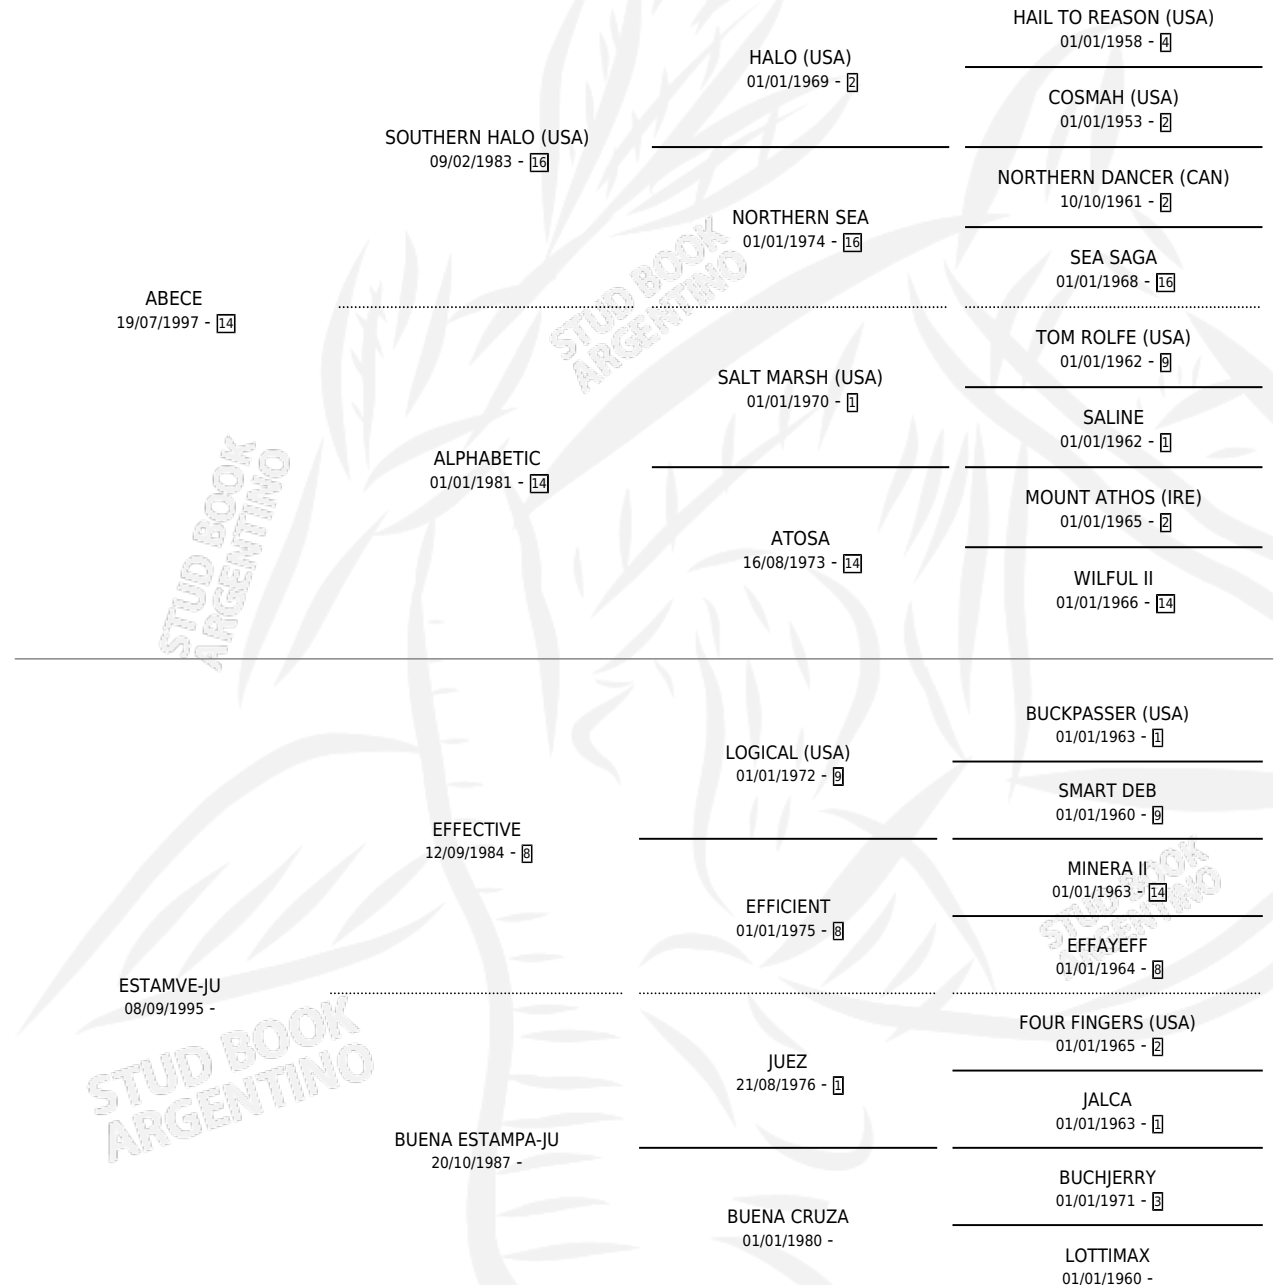 HAIL TO REASON (USA)
01/01/1958 - 4
HALO (USA)
01/01/1969 - 2
COSMAH (USA)
01/01/1953 - 2
SOUTHERN HALO (USA)
09/02/1983 - 16
NORTHERN DANCER (CAN)
10/10/1961 - 2
NORTHERN SEA
01/01/1974 - 16
SEA SAGA
01/01/1968 - 16
ABECE
19/07/1997 - 14
STUD BOOK
ARGENTINO
TOM ROLFE (USA)
01/01/1962 - 9
SALT MARSH (USA)
01/01/1970 - 1
SALINE
01/01/1962 - 1
ALPHABETIC
01/01/1981 - 14
MOUNT ATHOS (IRE)
01/01/1965 - 2
ATOSA
16/08/1973 - 14
WILFUL II
01/01/1966 - 14
STUD BOOK
ARGENTINO
BUCKPASSER (USA)
01/01/1963 - 1
LOGICAL (USA)
01/01/1972 - 9
SMART DEB
01/01/1960 - 9
EFFECTIVE
12/09/1984 - 8
MINERA II
01/01/1963 - 14
EFFICIENT
01/01/1975 - 8
EFFAYEFF
01/01/1964 - 8
STUD BOOK
ARGENTINO
ESTAMVE-JU
08/09/1995 -
FOUR FINGERS (USA)
01/01/1965 - 2
JUEZ
21/08/1976 - 1
JALCA
01/01/1963 - 1
STUD BOOK
ARGENTINO
BUENA ESTAMPA-JU
20/10/1987 -
BUCHJERRY
01/01/1971 - 3
BUENA CRUZA
01/01/1980 -
LOTTIMAX
01/01/1960 -